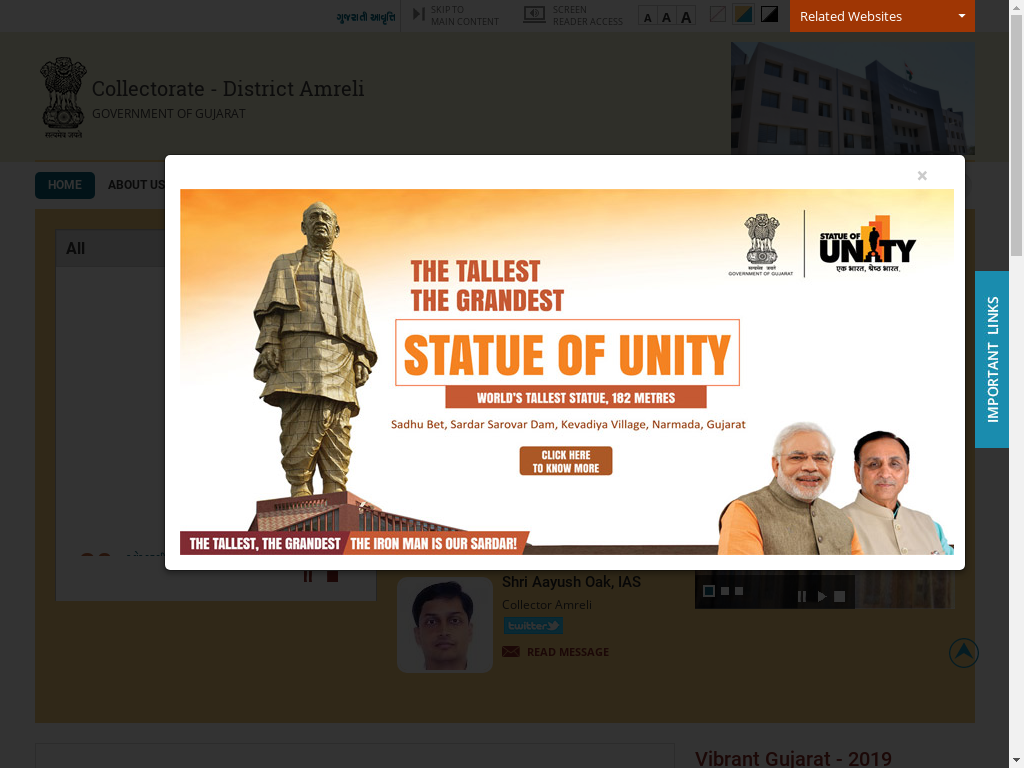 ગુજરાતી આવૃત્તિ
SKIP TO
MAIN CONTENT
SCREEN
READER ACCESS
A A A
Related Websites
Collectorate - District Amreli
GOVERNMENT OF GUJARAT
सत्यमेव जयते
HOME
ABOUT US
×
All
GOVERNMENT OF GUJARAT
STATUE OF
UNITY
एक भारत, श्रेष्ठ भारत.
THE TALLEST
THE GRANDEST
STATUE OF UNITY
WORLD'S TALLEST STATUE, 182 METRES
Sadhu Bet, Sardar Sarovar Dam, Kevadiya Village, Narmada, Gujarat
CLICK HERE
TO KNOW MORE
THE TALLEST, THE GRANDEST THE IRON MAN IS OUR SARDAR!
IMPORTANT LINKS
Shri Aayush Oak, IAS
Collector Amreli
twitter
READ MESSAGE
Vibrant Gujarat - 2019